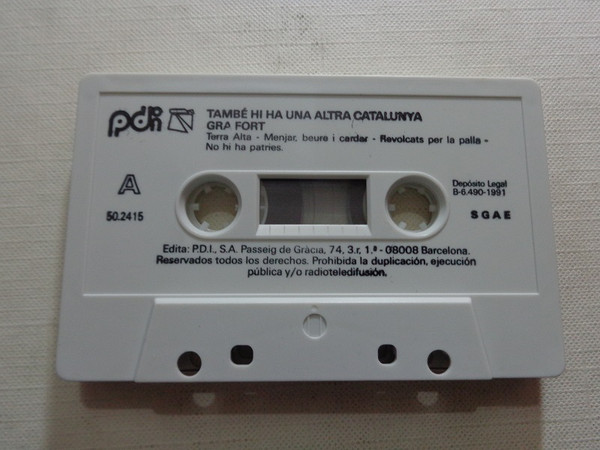 pdi
TAMBÉ HI HA UNA ALTRA CATALUNYA
GRA FORT
Terra Alta - Menjar, beure i cardar - Revolcats per la palla -
No hi ha patries.
A
50.2415
Depósito Legal
B-6.490-1991
SGAE
Edita: P.D.I., S.A. Passeig de Gràcia, 74, 3.r, 1.ª - 08008 Barcelona.
Reservados todos los derechos. Prohibida la duplicación, ejecución
pública y/o radioteledifusión.